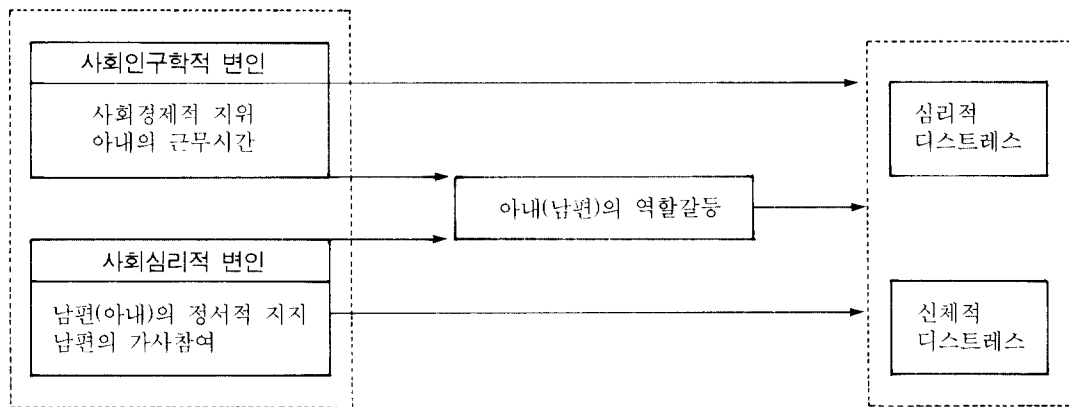 사회인구학적 변인
사회경제적 지위
아내의 근무시간
사회심리적 변인
남편(아내)의 정서적 지지
남편의 가사참여
아내(남편)의 역할갈등
심리적
디스트레스
신체적
디스트레스